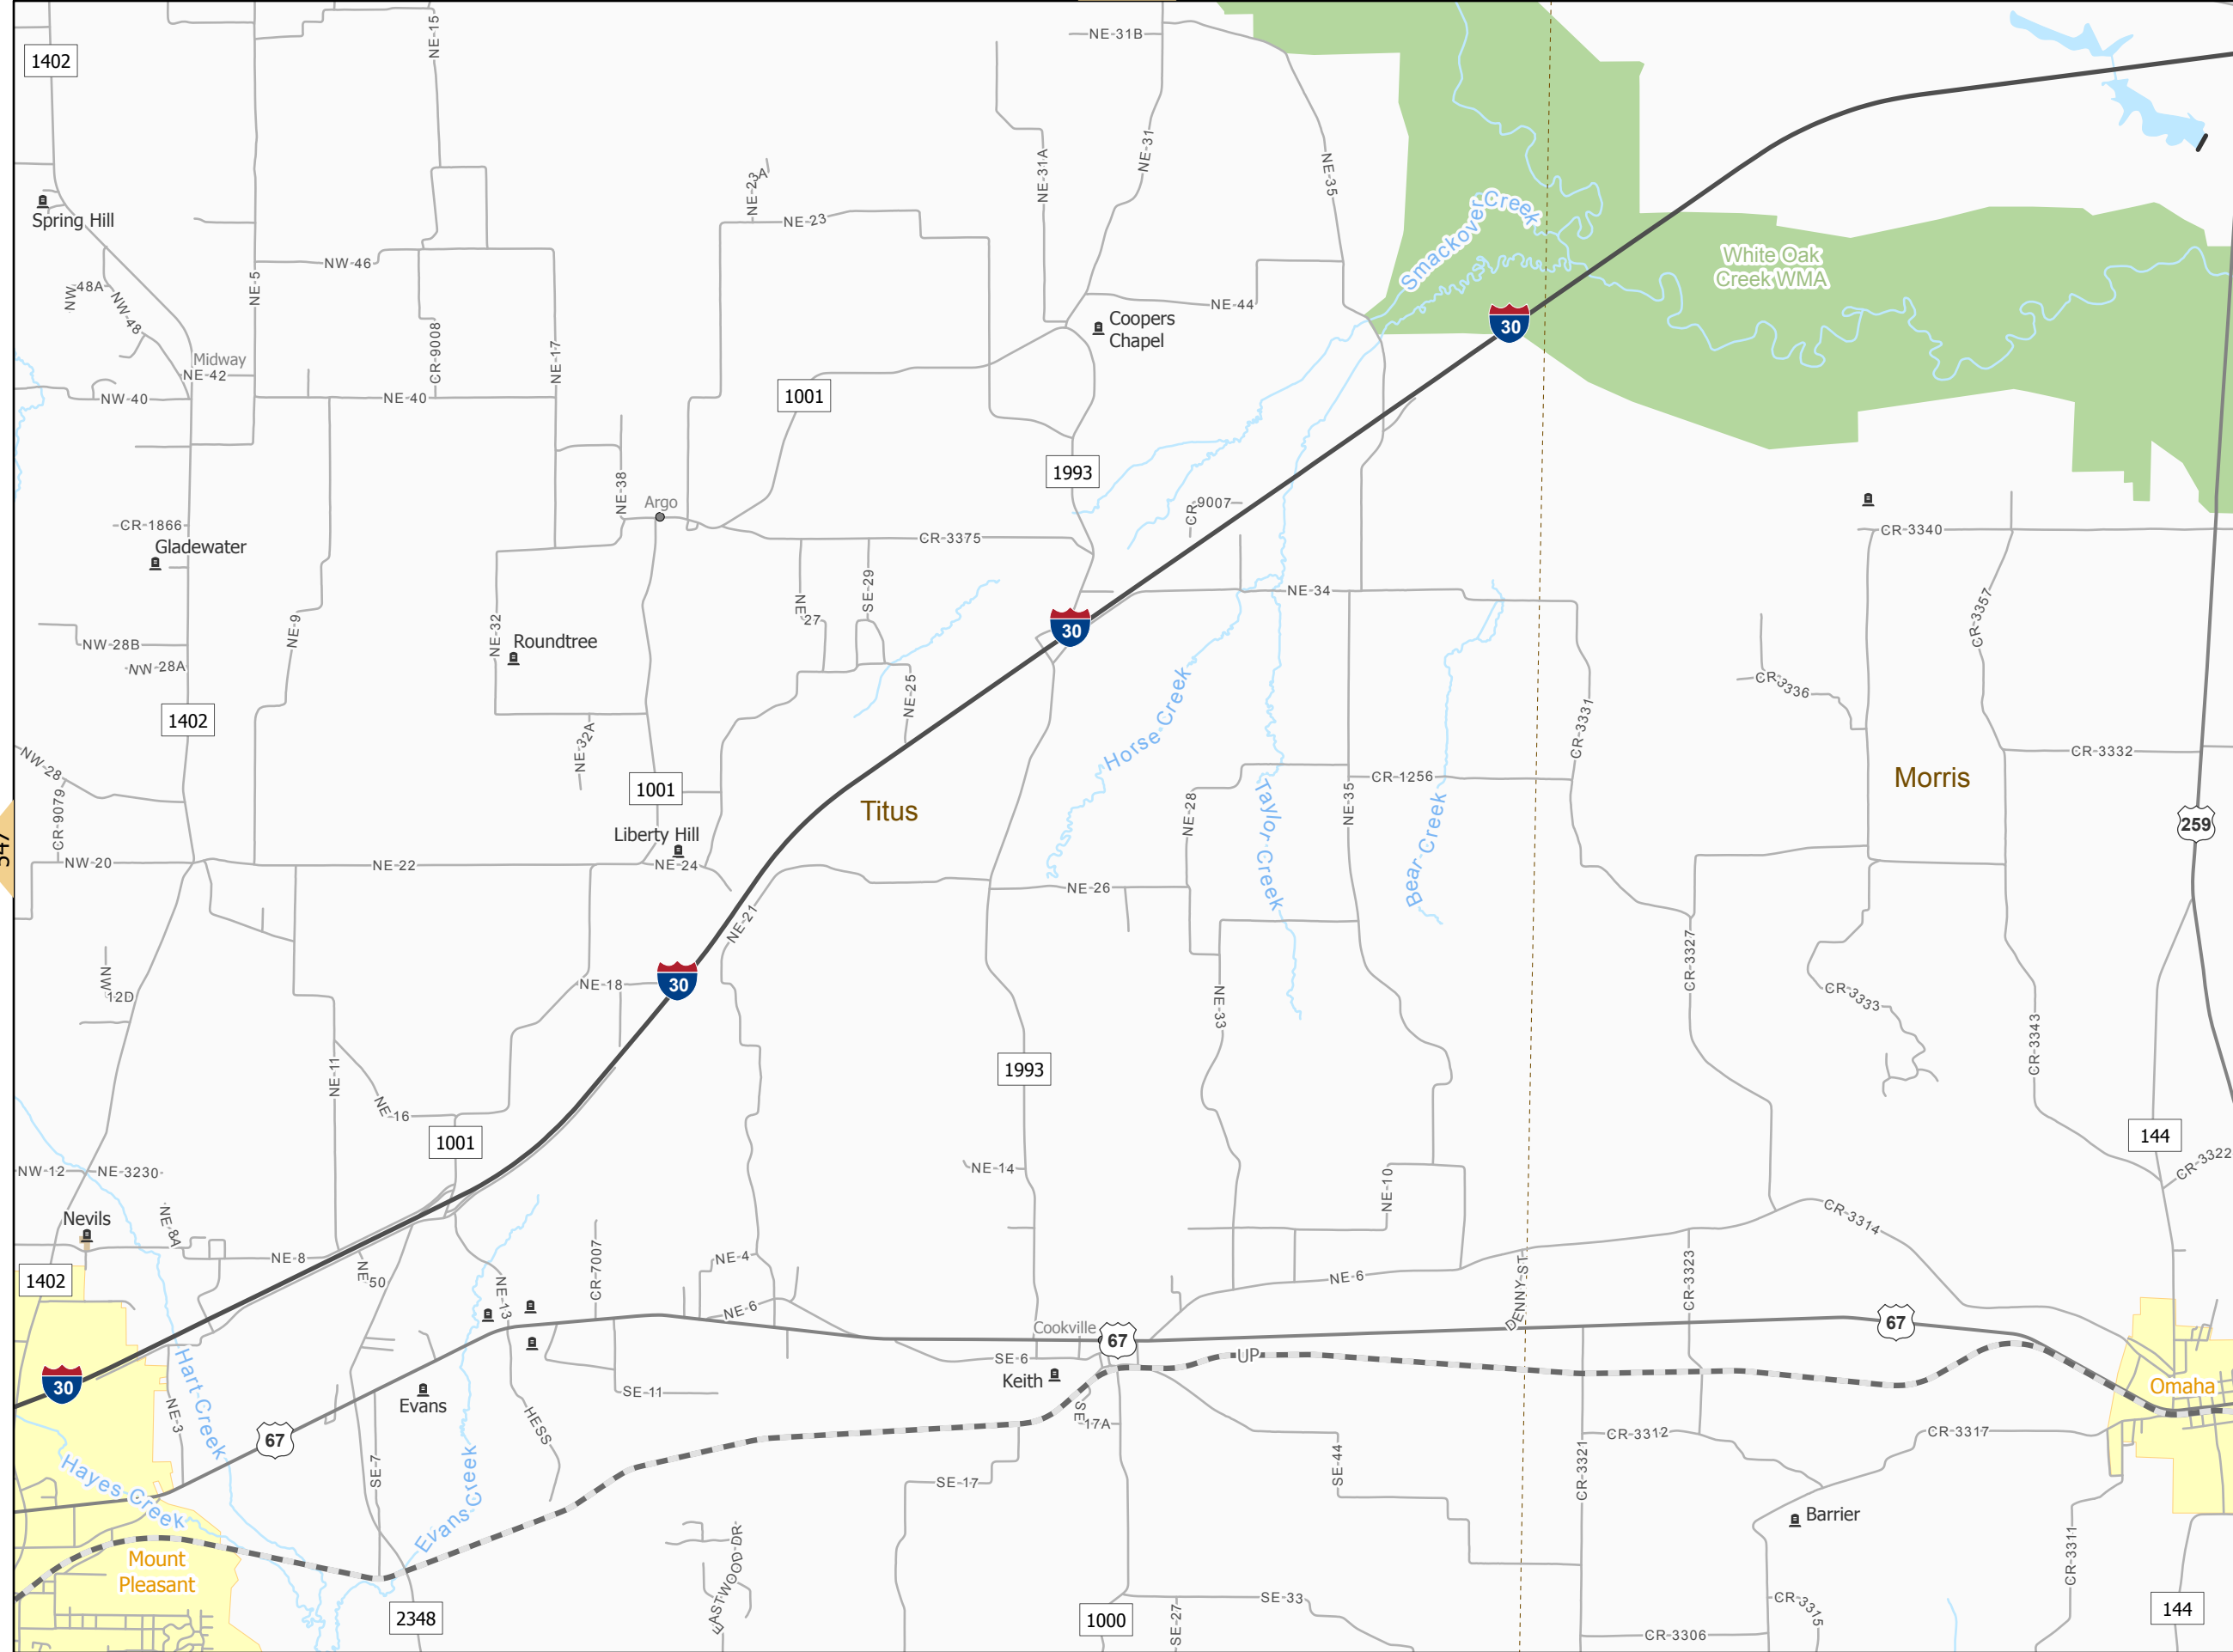 1402
NE-15
NE-31B
Spring Hill
NE-23A
NE-31A
NE-31
NE-35
NE-23
Smackover Creek
White Oak
Creek WMA
NW-46
NE-5
NW-48A
NW-48
NE-44
30
Coopers
Chapel
CR-9008
NE-17
Midway
NE-42
NW-40
NE-40
1001
1993
NE-38
Argo
CR-9007
CR-1866
CR-3340
Gladewater
CR-3375
NE-34
NE-27
SE-29
CR-3357
NE-9
NE-32
Roundtree
30
NW-28B
NW-28A
NE-25
CR-3336
1402
Horse Creek
CR-3331
NE-32A
NW-28
CR-3332
CR-1256
1001
Morris
Titus
Taylor Creek
NE-28
NE-35
Bear Creek
259
CR-9079
547
Liberty Hill
NW-20
NE-22
NE-24
NE-26
NE-21
CR-3327
NW-12D
NE-18
30
NE-33
CR-3333
CR-3343
NE-11
1993
NE-16
1001
144
NW-12
NE-3230
NE-14
CR-3322
NE-10
Nevils
NE-8A
CR-3314
NE-8
NE-50
CR-7007
NE-4
NE-6
DENNY ST
CR-3323
1402
NE-13
NE-6
Cookville
67
67
Hart Creek
SE-6
UP
Keith
30
Evans
SE-11
Omaha
NE-3
HESS
SE-17A
67
CR-3312
CR-3317
Hayes Creek
SE-7
Evans Creek
SE-17
SE-44
CR-3321
Barrier
Mount
Pleasant
EASTWOOD DR
CR-3311
2348
1000
SE-27
SE-33
CR-3315
144
CR-3306